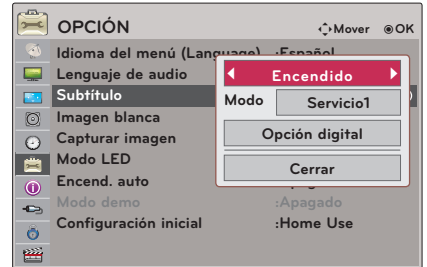 OPCIÓN Mover OK
Idioma del menú (Language) :Español
Lenguaje de audio
Subtítulo
Imagen blanca
Capturar imagen
Modo LED
Encend. auto
Modo demo :Apagado
Configuración inicial :Home Use
Encendido
Modo Servicio1
Opción digital
Cerrar